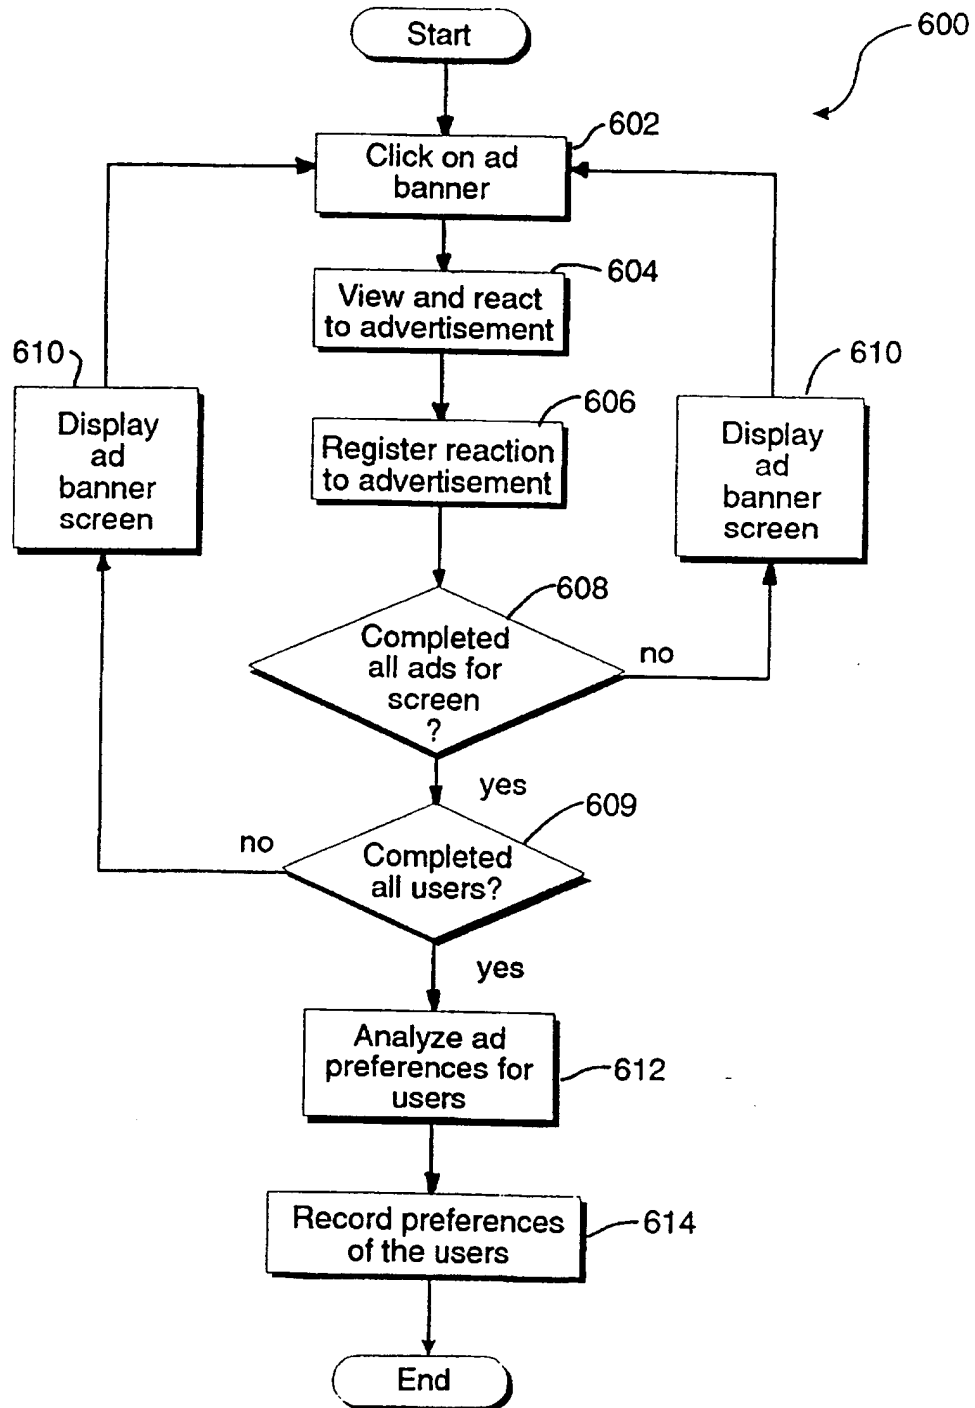 Start
600
602
Click on ad
banner
604
View and react
to advertisement
610
Display
ad
banner
screen
606
Register reaction
to advertisement
610
Display
ad
banner
screen
608
Completed
all ads for
screen
?
no
yes
609
no
Completed
all users?
yes
Analyze ad
preferences for
users
612
Record preferences
of the users
614
End